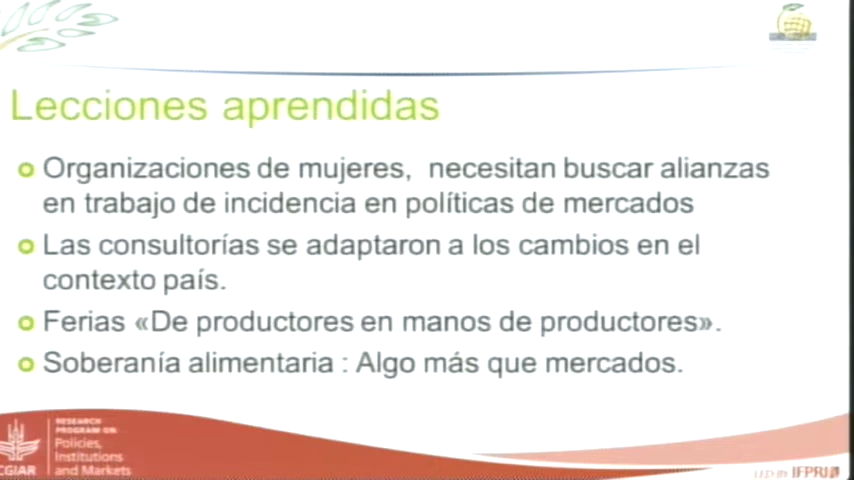 Lecciones aprendidas
Organizaciones de mujeres, necesitan buscar alianzas
en trabajo de incidencia en políticas de mercados
Las consultorías se adaptaron a los cambios en el
contexto país.
Ferias «De productores en manos de productores».
Soberanía alimentaria : Algo más que mercados.
RESEARCH
PROGRAM ON
Policies,
Institutions
and Markets
CGIAR
LED BY IFPRI